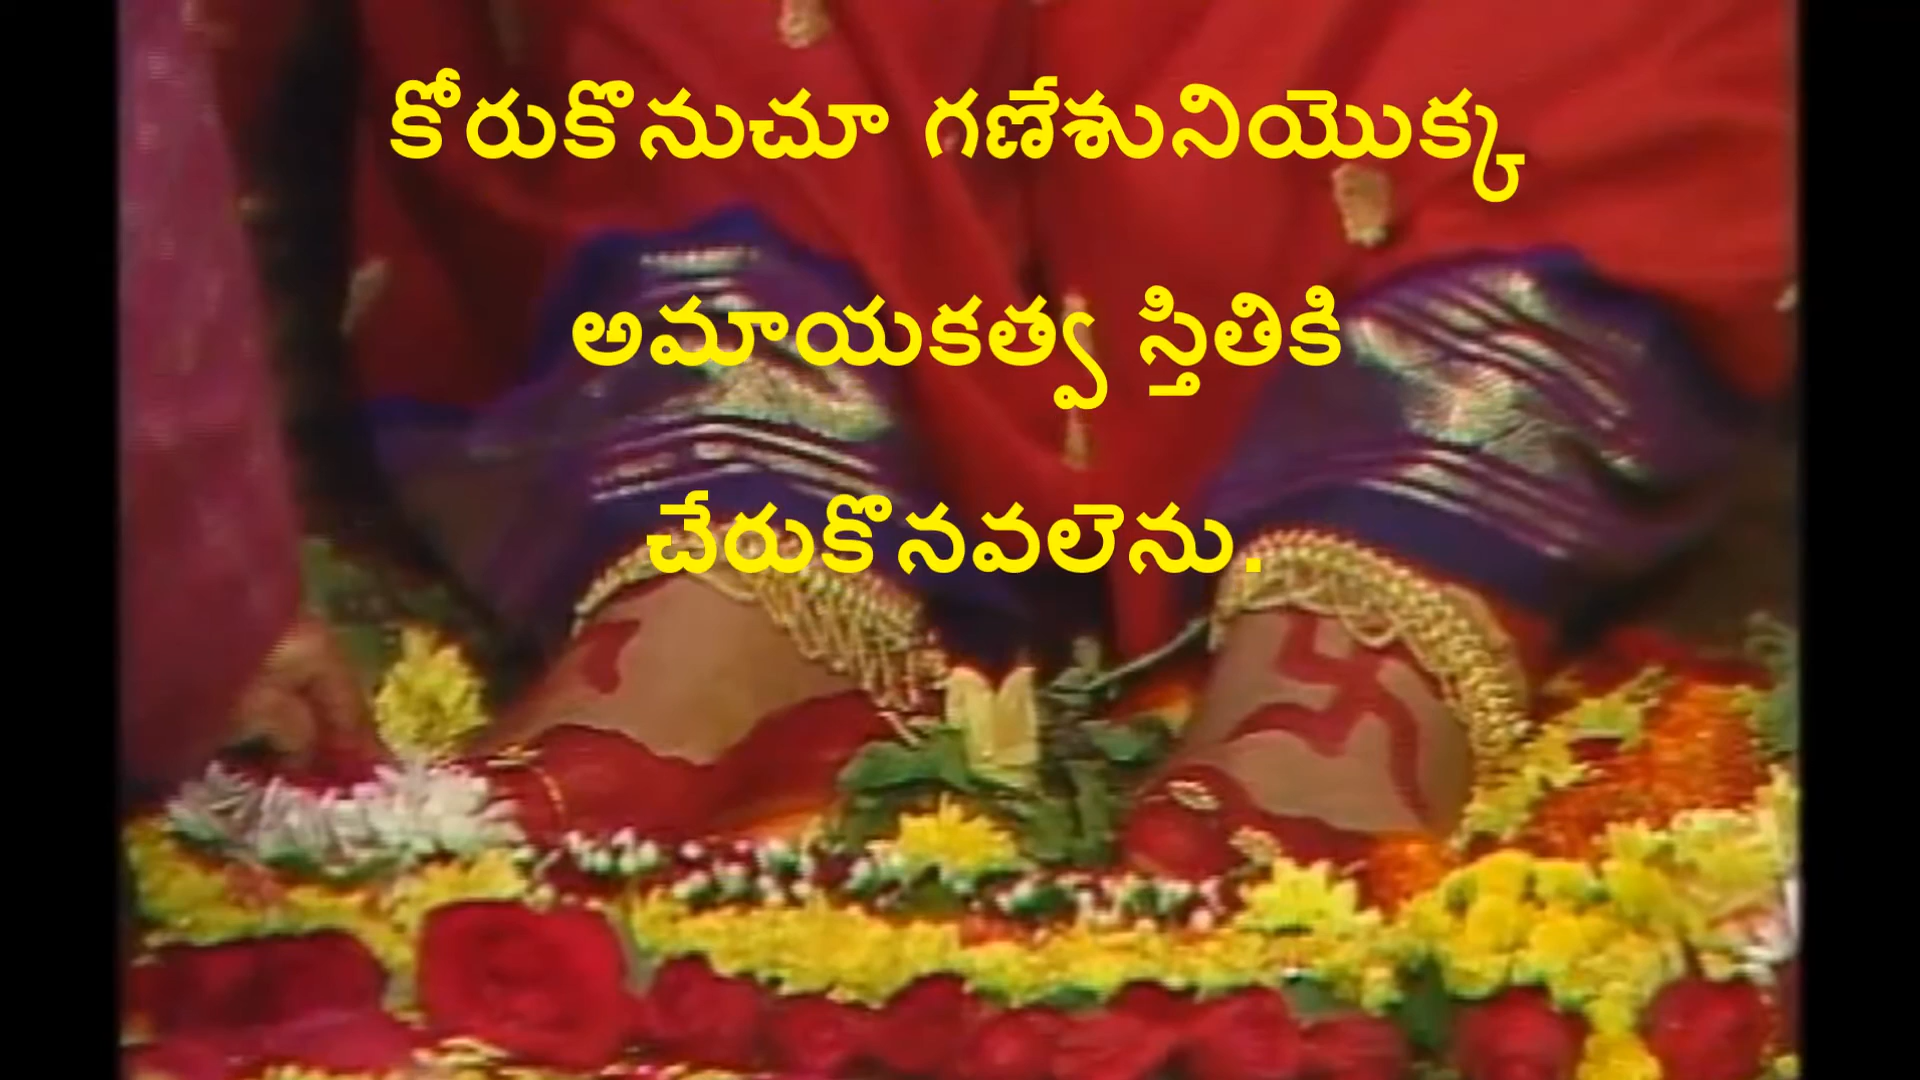 కోరుకొనుచూ గణేశునియొక్క
అమాయకత్వ స్తితికి
చేరుకొనవలెను.